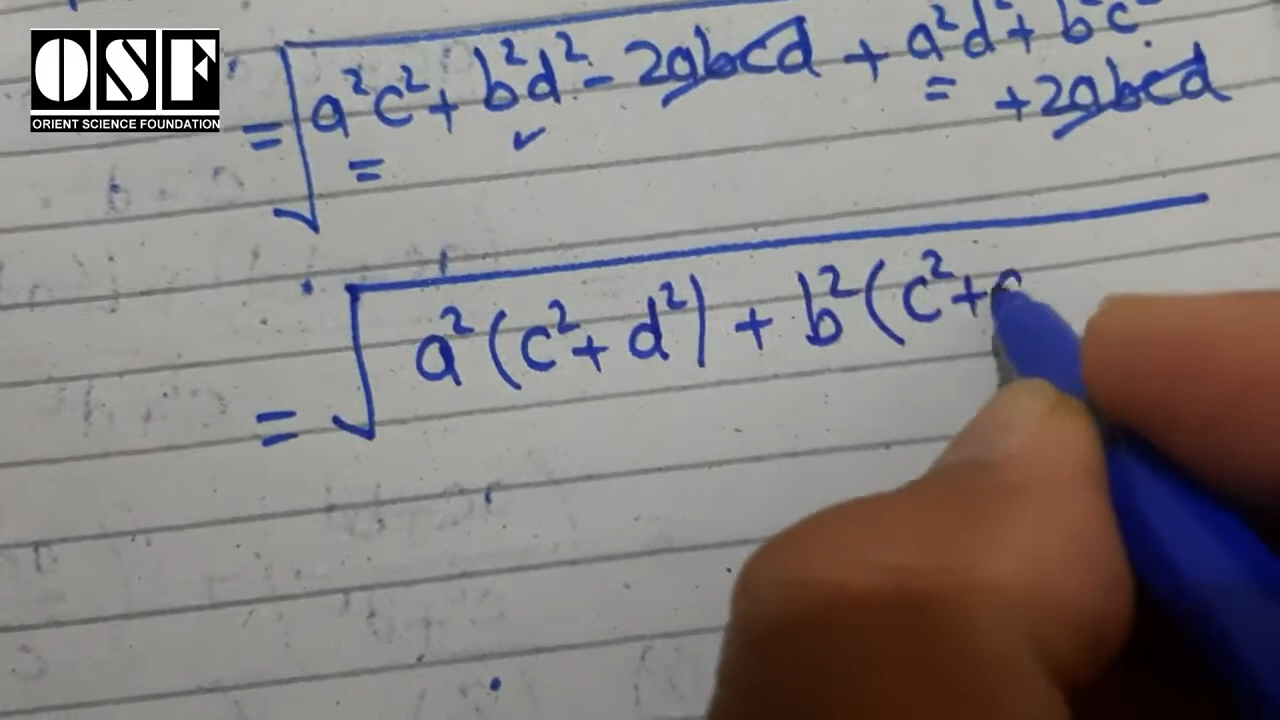 OSF
ORIENT SCIENCE FOUNDATION
= √a²c² + b²d² - 2abcd + a²d² + b²c²
+2abcd
= √a²(c² + d²) + b²(c² +